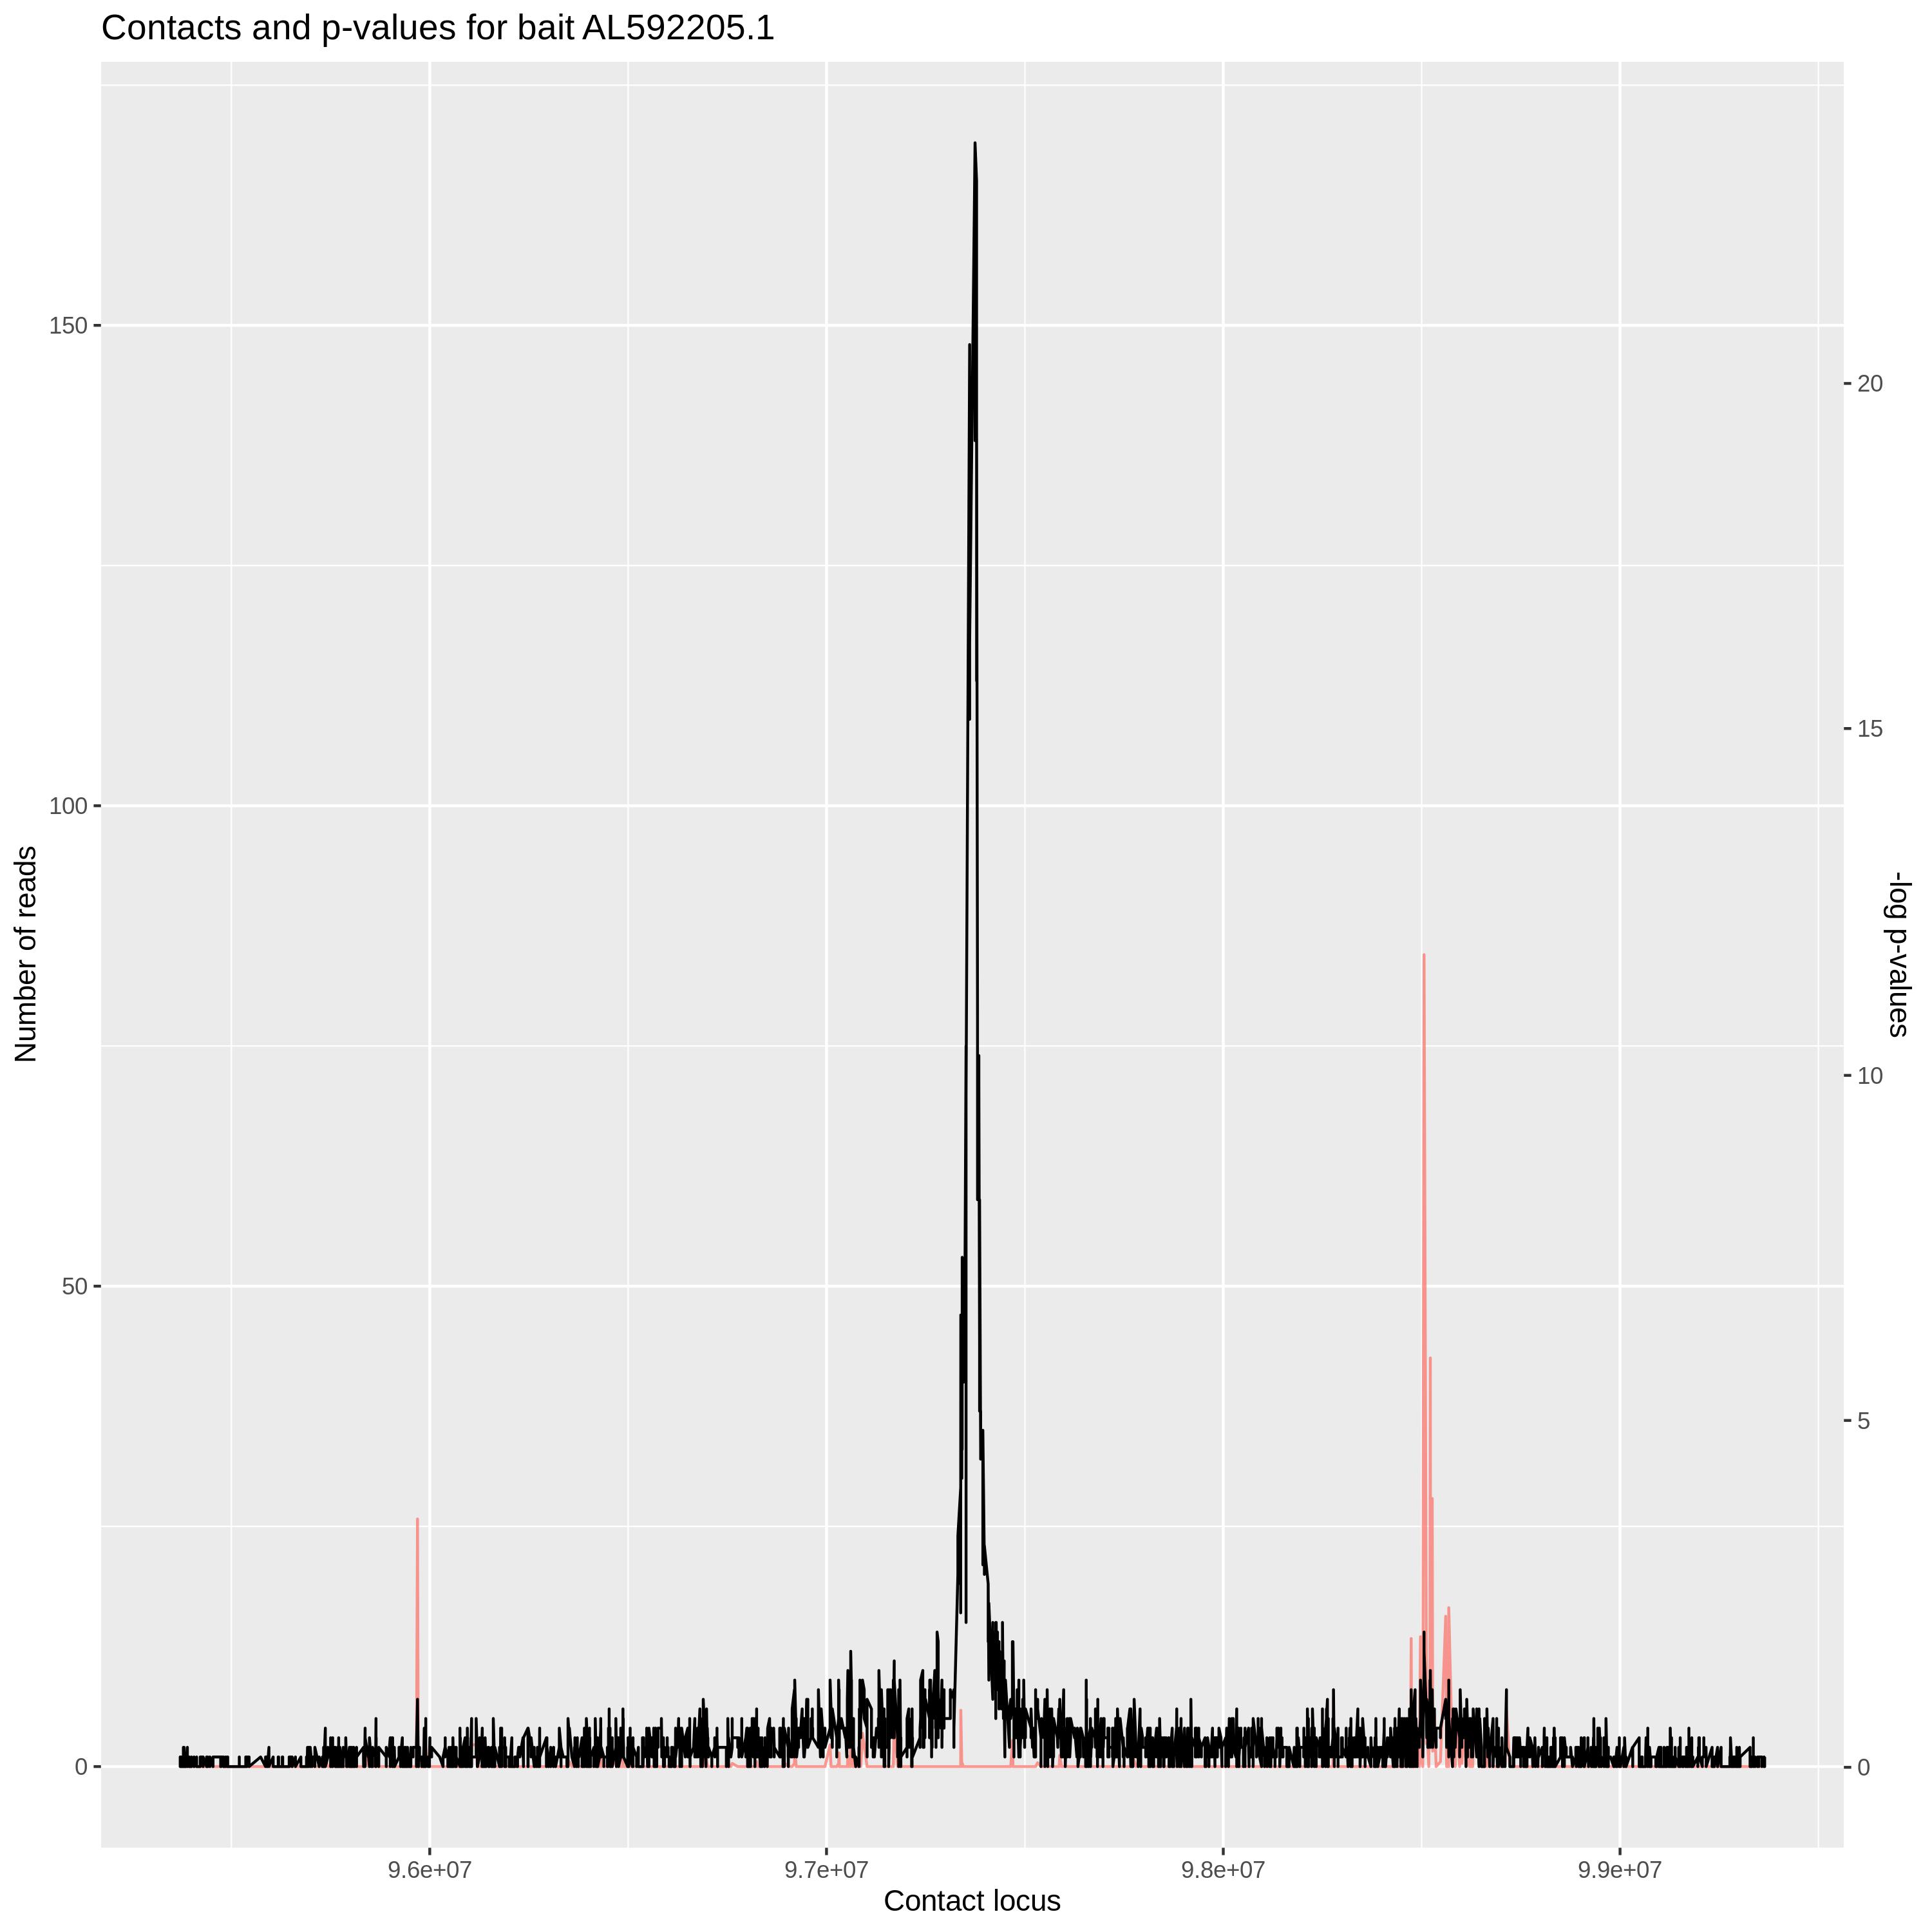 Contacts and p-values for bait AL592205.1
150
100
50
0
20
15
10
5
0
Number of reads
-log p-values
9.6e+07
9.7e+07
9.8e+07
9.9e+07
Contact locus